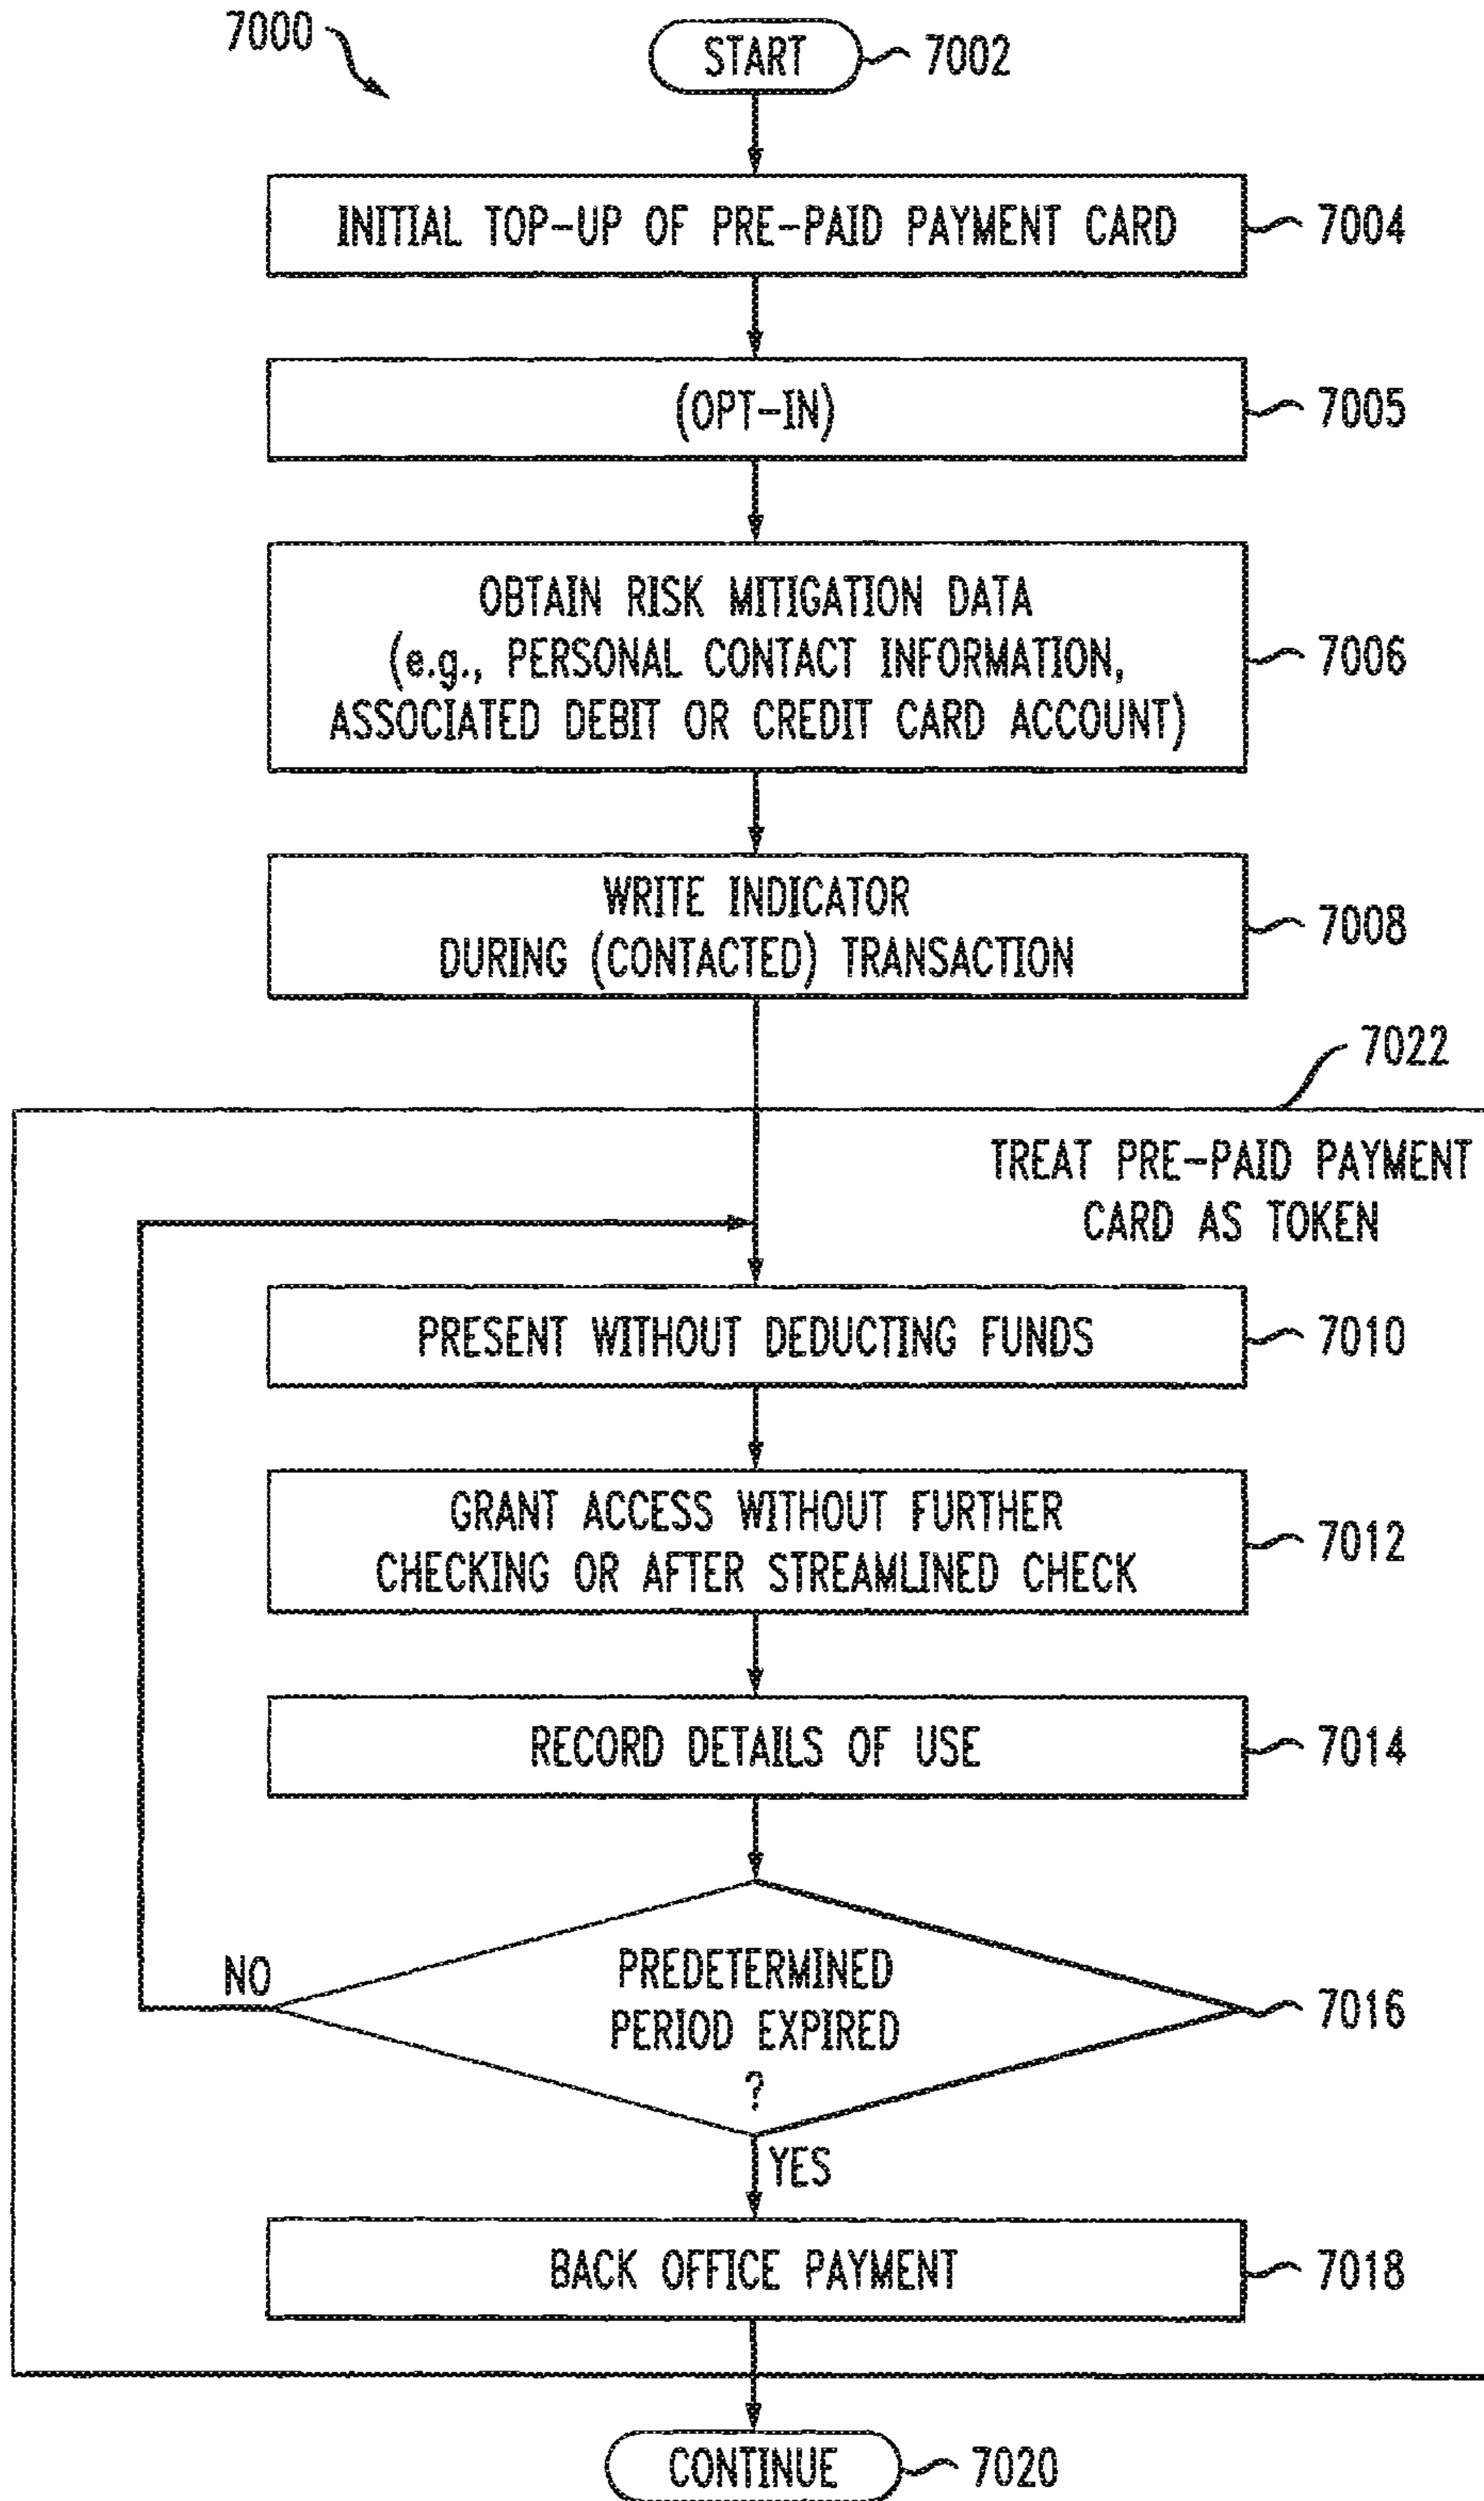 7000
START 7002
INITIAL TOP-UP OF PRE-PAID PAYMENT CARD 7004
(OPT-IN) 7005
OBTAIN RISK MITIGATION DATA
(e.g., PERSONAL CONTACT INFORMATION, 7006
ASSOCIATED DEBIT OR CREDIT CARD ACCOUNT)
WRITE INDICATOR
DURING (CONTACTED) TRANSACTION
7008
7022
TREAT PRE-PAID PAYMENT
CARD AS TOKEN
PRESENT WITHOUT DEDUCTING FUNDS 7010
GRANT ACCESS WITHOUT FURTHER
CHECKING OR AFTER STREAMLINED CHECK
7012
RECORD DETAILS OF USE 7014
NO
PREDETERMINED
PERIOD EXPIRED
?
7016
YES
BACK OFFICE PAYMENT 7018
CONTINUE 7020